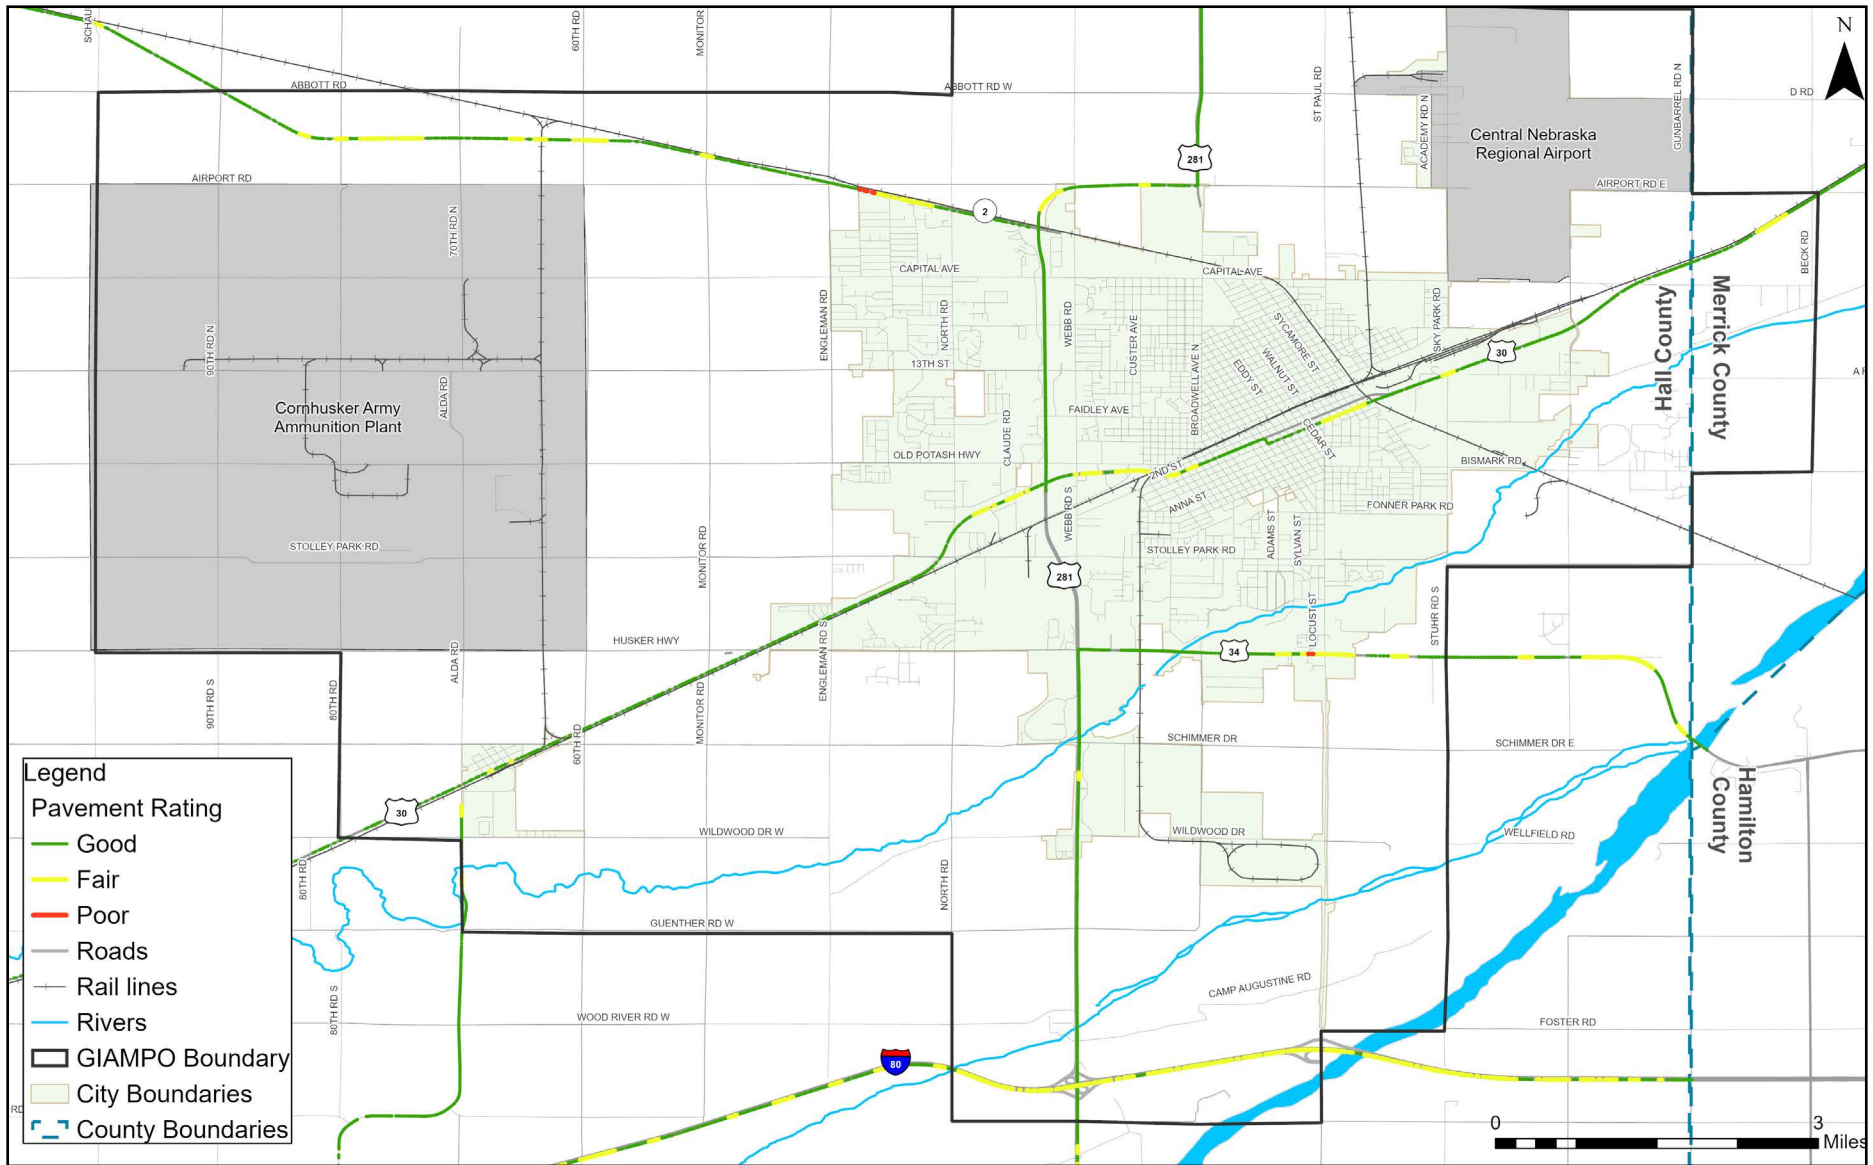 SCHAU
60TH RD
MONITOR
N
ABBOTT RD
ABBOTT RD W
ST PAUL RD
ACADEMY RD N
GUNBARREL RD N
D RD
Central Nebraska
Regional Airport
281
AIRPORT RD
AIRPORT RD E
2
70TH RD N
CAPITAL AVE
CAPITAL AVE
BECK RD
ENGLEMAN RD
NORTH RD
WEBB RD
CUSTER AVE
SYCAMORE ST
SKY PARK RD
Hall County
Merrick County
90TH RD N
13TH ST
WALNUT ST
EDDY ST
BROADWELL AVE N
30
ALDA RD
Cornhusker Army
Ammunition Plant
FAIDLEY AVE
CLAUDE RD
CEDAR ST
OLD POTASH HWY
2ND ST
BISMARK RD
ANNA ST
FONNER PARK RD
WEBB RD S
ADAMS ST
SYLVAN ST
STOLLEY PARK RD
MONITOR RD
STOLLEY PARK RD
281
LOCUST ST
STUHR RD S
HUSKER HWY
ENGLEMAN RD S
ALDA RD
34
90TH RD S
80TH RD
60TH RD
MONITOR RD
SCHIMMER DR
SCHIMMER DR E
Hamilton
County
30
WILDWOOD DR W
WILDWOOD DR
WELLFIELD RD
80TH RD
NORTH RD
GUENTHER RD W
80TH RD S
CAMP AUGUSTINE RD
WOOD RIVER RD W
FOSTER RD
80
RD
Legend
Pavement Rating
Good
Fair
Poor
Roads
Rail lines
Rivers
GIAMPO Boundary
City Boundaries
County Boundaries
0 3
Miles